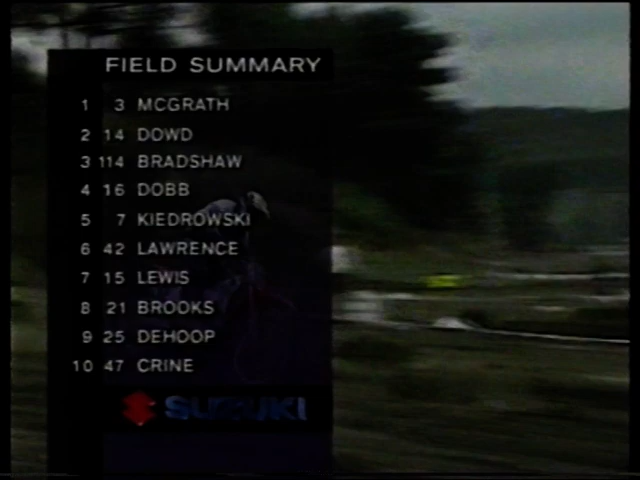 FIELD SUMMARY
1 3 MCGRATH
2 14 DOWD
3 114 BRADSHAW
4 16 DOBB
5 7 KIEDROWSKI
6 42 LAWRENCE
7 15 LEWIS
8 21 BROOKS
9 25 DEHOOP
10 47 CRINE
SUZUKI